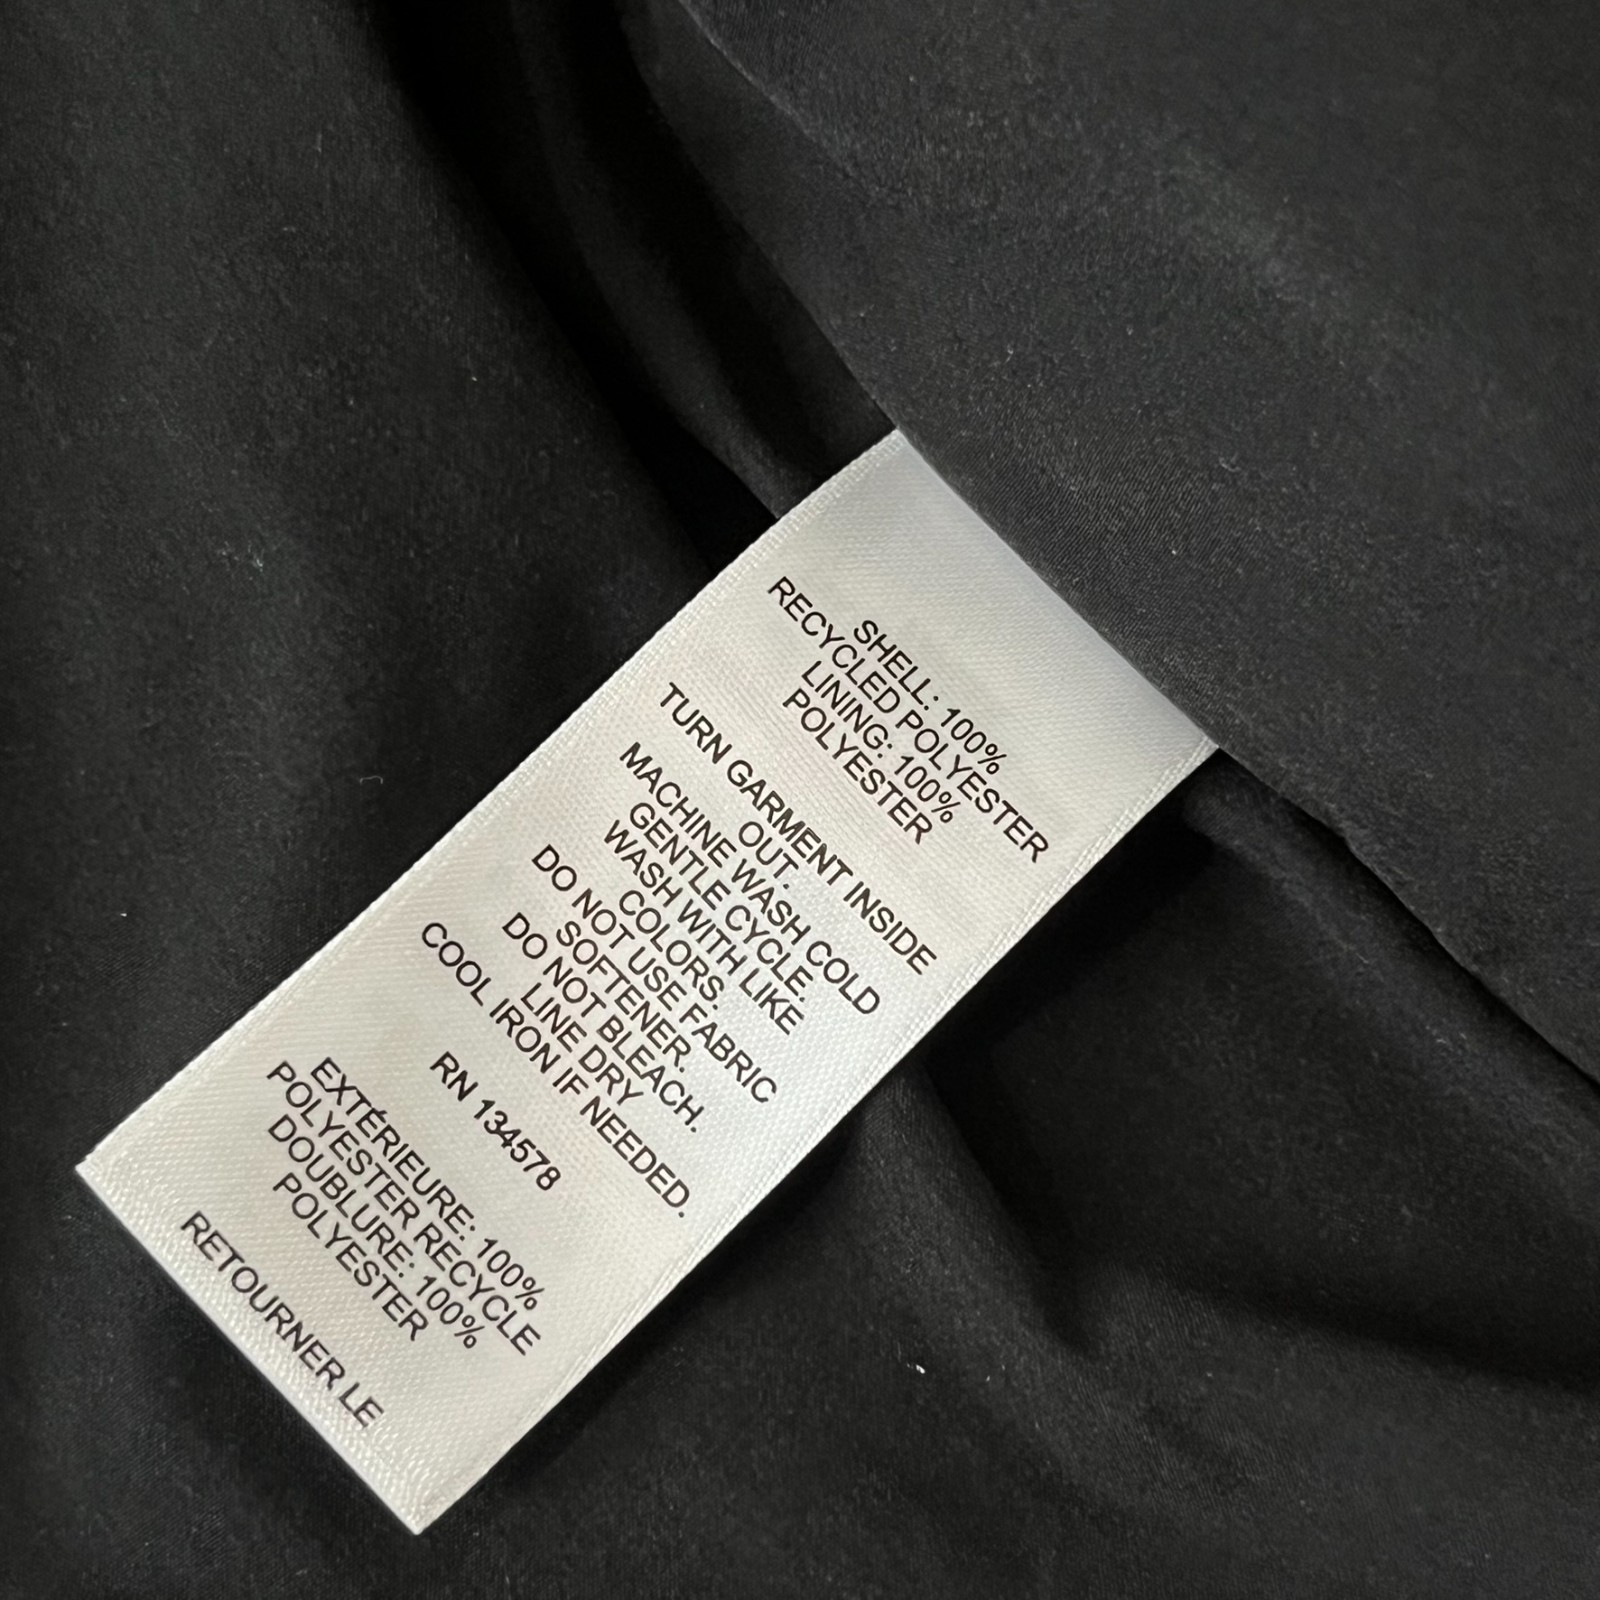 SHELL: 100%
RECYCLED POLYESTER
LINING: 100%
POLYESTER
TURN GARMENT INSIDE
OUT.
MACHINE WASH COLD
GENTLE CYCLE.
WASH WITH LIKE
COLORS.
DO NOT USE FABRIC
SOFTENER.
DO NOT BLEACH.
LINE DRY
COOL IRON IF NEEDED.
RN 134578
EXTÉRIEURE: 100%
POLYESTER RECYCLE
DOUBLURE: 100%
POLYESTER
RETOURNER LE